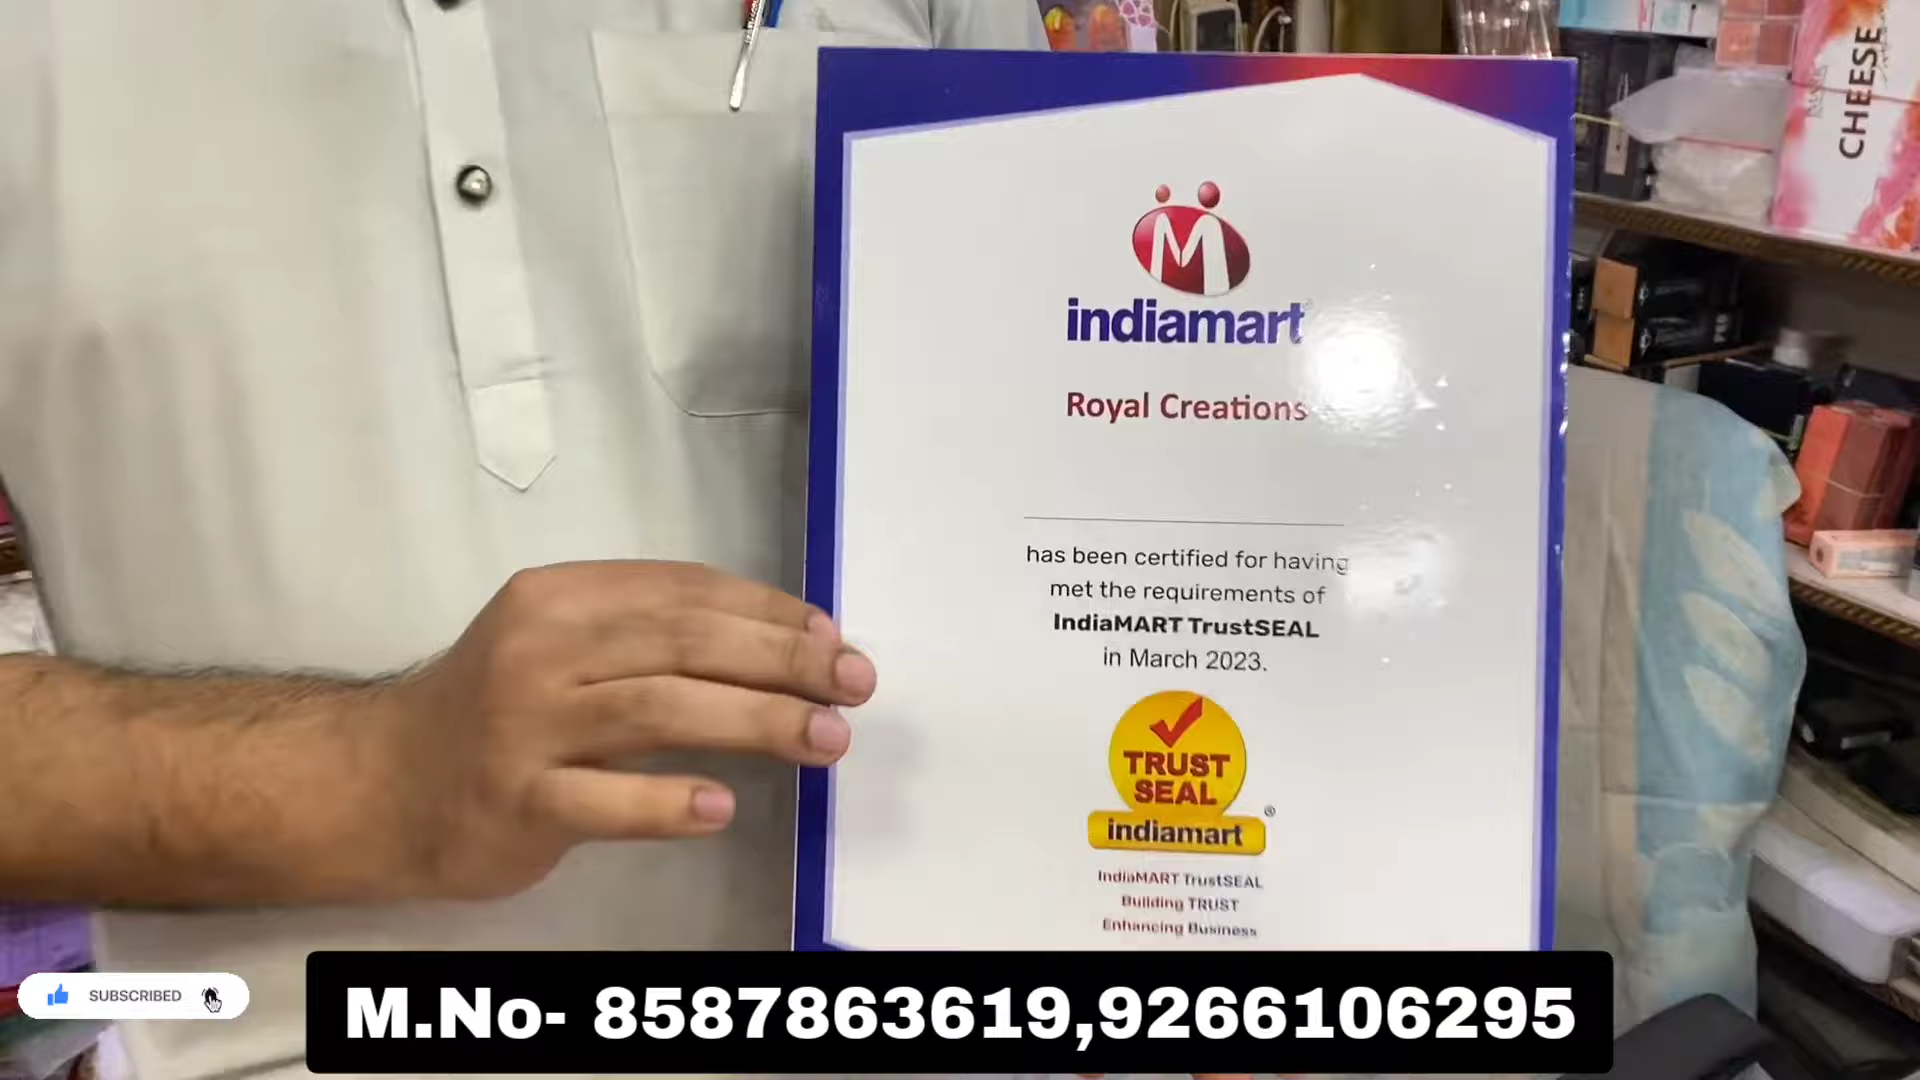 CHEESE
indiamart
Royal Creations
has been certified for having
met the requirements of
IndiaMART TrustSEAL
in March 2023.
TRUST
SEAL
indiamart
IndiaMART TrustSEAL
Building TRUST
Enhancing Business
SUBSCRIBED
M.No- 8587863619,9266106295